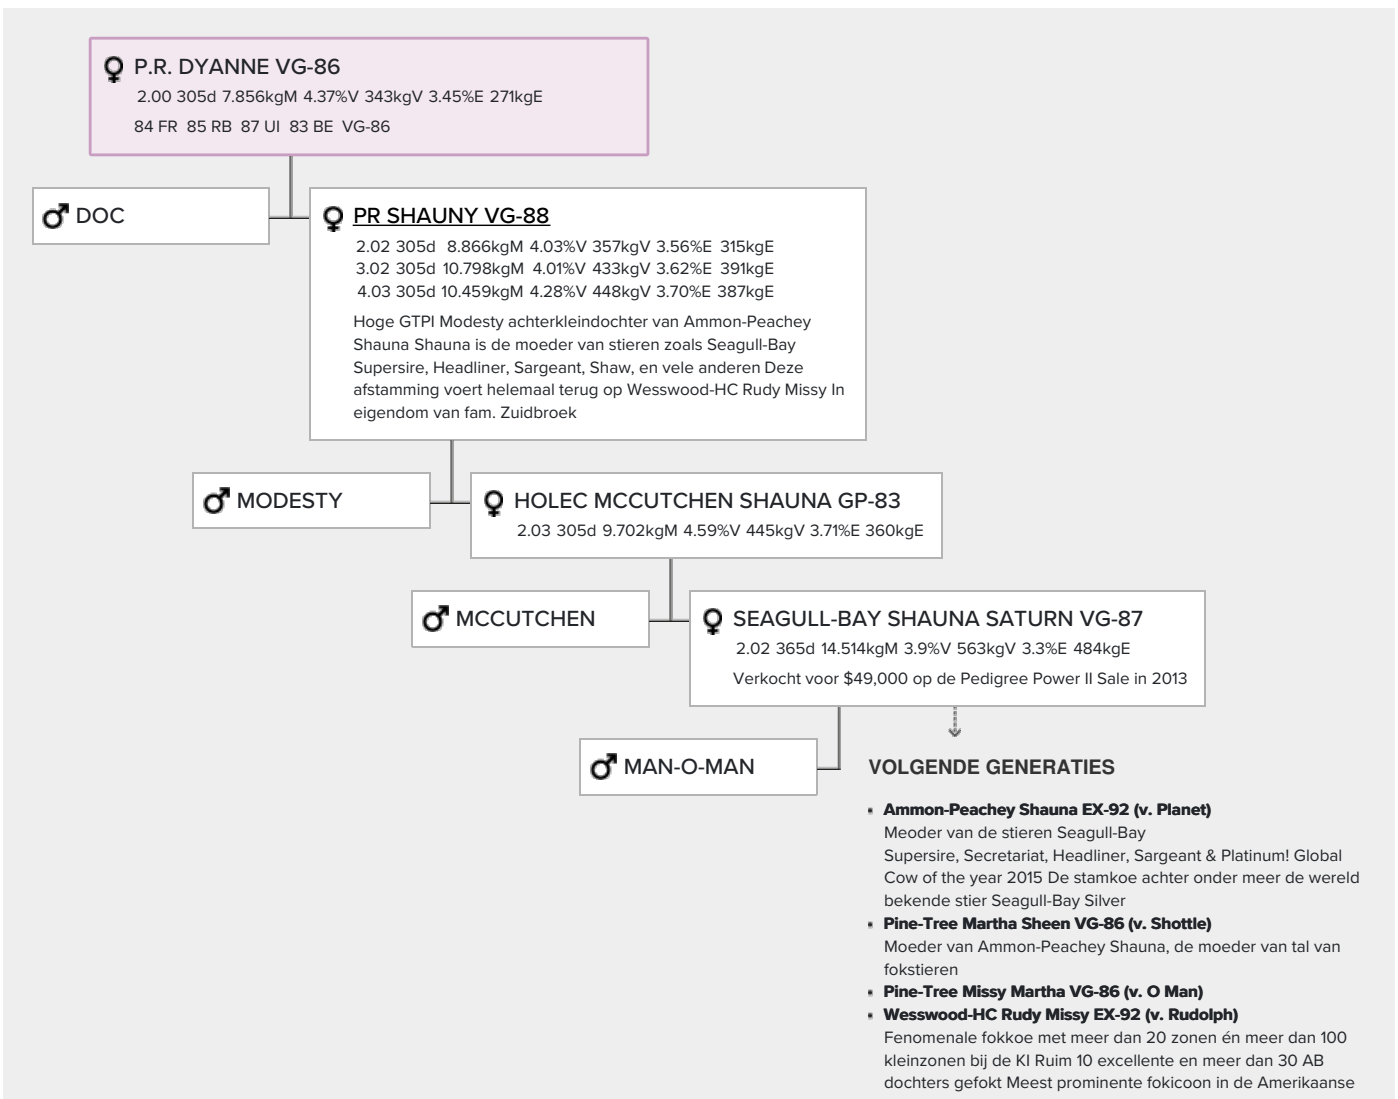 P.R. DYANNE VG-86
2.00 305d 7.856kgM 4.37%V 343kgV 3.45%E 271kgE
84 FR 85 RB 87 UI 83 BE VG-86
DOC
PR SHAUNY VG-88
2.02 305d 8.866kgM 4.03%V 357kgV 3.56%E 315kgE
3.02 305d 10.798kgM 4.01%V 433kgV 3.62%E 391kgE
4.03 305d 10.459kgM 4.28%V 448kgV 3.70%E 387kgE
Hoge GTPI Modesty achterkleindochter van Ammon-Peachey
Shauna Shauna is de moeder van stieren zoals Seagull-Bay
Supersire, Headliner, Sargeant, Shaw, en vele anderen Deze
afstamming voert helemaal terug op Wesswood-HC Rudy Missy In
eigendom van fam. Zuidbroek
MODESTY
HOLEC MCCUTCHEN SHAUNA GP-83
2.03 305d 9.702kgM 4.59%V 445kgV 3.71%E 360kgE
MCCUTCHEN
SEAGULL-BAY SHAUNA SATURN VG-87
2.02 365d 14.514kgM 3.9%V 563kgV 3.3%E 484kgE
Verkocht voor $49,000 op de Pedigree Power II Sale in 2013
MAN-O-MAN
VOLGENDE GENERATIES
Ammon-Peachey Shauna EX-92 (v. Planet)
Meoder van de stieren Seagull-Bay
Supersire, Secretariat, Headliner, Sargeant & Platinum! Global
Cow of the year 2015 De stamkoe achter onder meer de wereld
bekende stier Seagull-Bay Silver
Pine-Tree Martha Sheen VG-86 (v. Shottle)
Moeder van Ammon-Peachey Shauna, de moeder van tal van
fokstieren
Pine-Tree Missy Martha VG-86 (v. O Man)
Wesswood-HC Rudy Missy EX-92 (v. Rudolph)
Fenomenale fokkoe met meer dan 20 zonen én meer dan 100
kleinzonen bij de KI Ruim 10 excellente en meer dan 30 AB
dochters gefokt Meest prominente fokicoon in de Amerikaanse